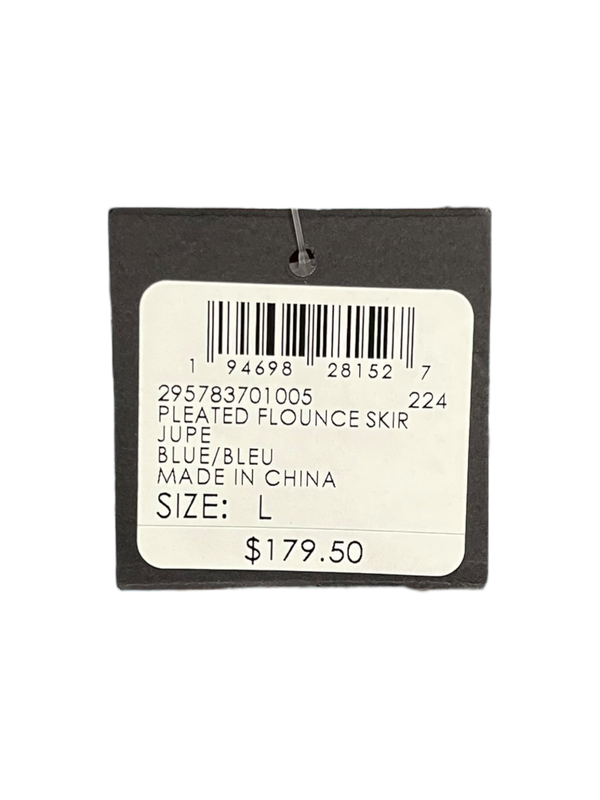 1 94698 28152 7
295783701005 224
PLEATED FLOUNCE SKIR
JUPE
BLUE/BLEU
MADE IN CHINA
SIZE: L
$179.50